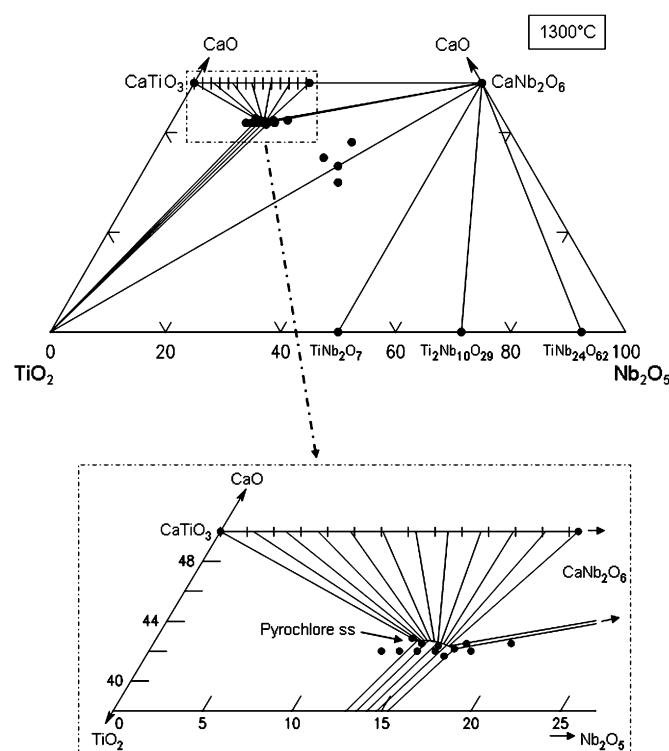 1300°C
CaO CaO
CaTiO3 CaNb2O6
0 20 40 60 80 100
TiNb2O7 Ti2Nb10O29 TiNb24O62
TiO2 Nb2O5
CaO
CaTiO3
48
CaNb2O6
44
Pyrochlore ss
40
0 5 10 15 20 25
TiO2 Nb2O5